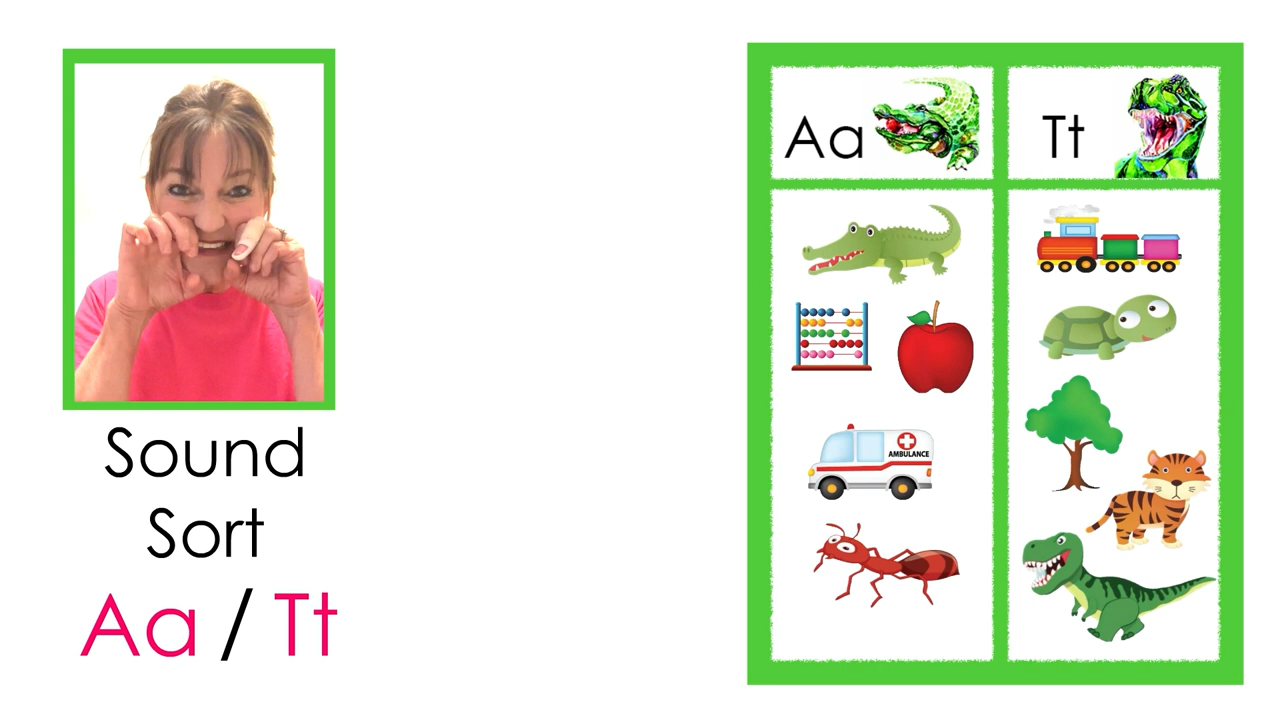 Sound
Sort
Aa / Tt
Aa
Tt
AMBULANCE